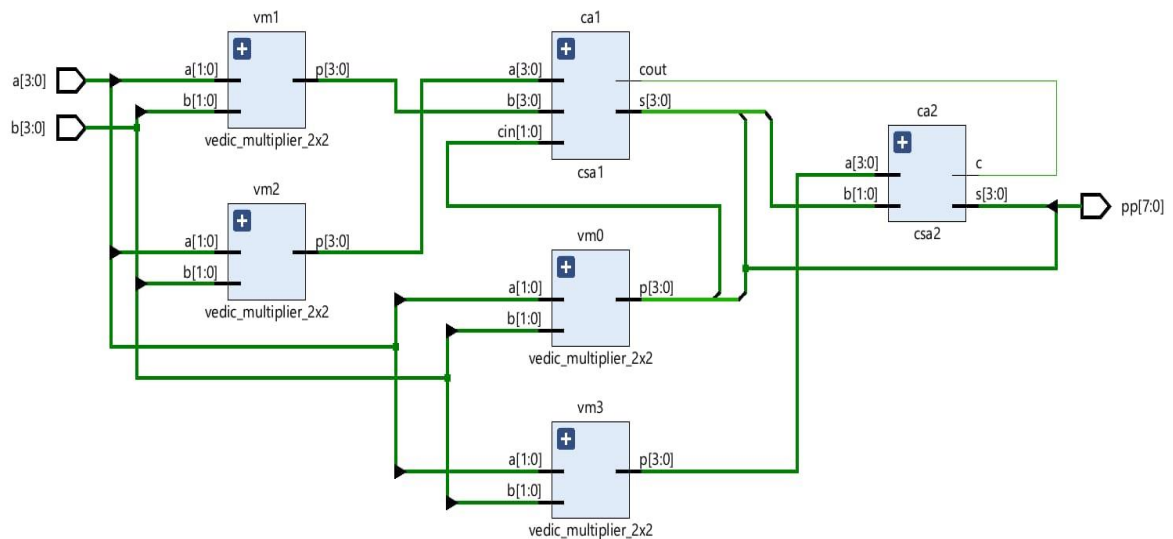 a[3:0]
b[3:0]
vm1
a[1:0]
b[1:0]
p[3:0]
vedic_multiplier_2x2
vm2
a[1:0]
b[1:0]
p[3:0]
vedic_multiplier_2x2
ca1
a[3:0]
b[3:0]
cin[1:0]
cout
s[3:0]
csa1
vm0
a[1:0]
b[1:0]
p[3:0]
vedic_multiplier_2x2
vm3
a[1:0]
b[1:0]
p[3:0]
vedic_multiplier_2x2
ca2
a[3:0]
b[1:0]
c
s[3:0]
csa2
pp[7:0]